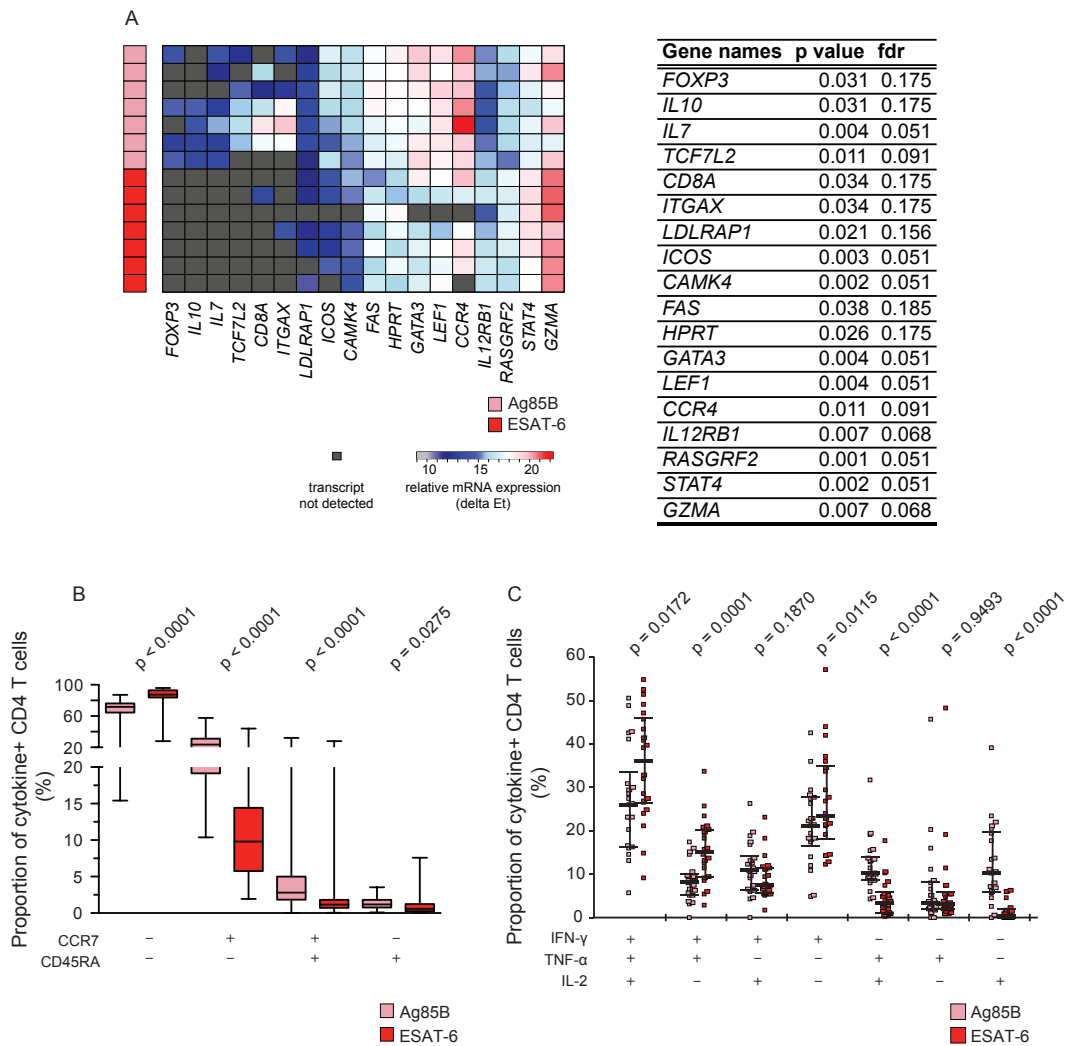 A
FOXP3 IL10 IL7 TCF7L2 CD8A ITGAX LDLRAP1 ICOS CAMK4 FAS HPRT GATA3 LEF1 CCR4 IL12RB1 RASGRF2 STAT4 GZMA
Ag85B
ESAT-6
transcript
not detected
10 15 20
relative mRNA expression
(delta Et)
Gene names p value fdr
FOXP3 0.031 0.175
IL10 0.031 0.175
IL7 0.004 0.051
TCF7L2 0.011 0.091
CD8A 0.034 0.175
ITGAX 0.034 0.175
LDLRAP1 0.021 0.156
ICOS 0.003 0.051
CAMK4 0.002 0.051
FAS 0.038 0.185
HPRT 0.026 0.175
GATA3 0.004 0.051
LEF1 0.004 0.051
CCR4 0.011 0.091
IL12RB1 0.007 0.068
RASGRF2 0.001 0.051
STAT4 0.002 0.051
GZMA 0.007 0.068
B
p < 0.0001 p < 0.0001 p < 0.0001 p = 0.0275
Proportion of cytokine+ CD4 T cells
(%)
100
60
20
20
15
10
5
0
CCR7 – + + –
CD45RA – – + +
Ag85B
ESAT-6
C
p = 0.0172 p = 0.0001 p = 0.1870 p = 0.0115 p < 0.0001 p = 0.9493 p < 0.0001
Proportion of cytokine+ CD4 T cells
(%)
60
50
40
30
20
10
0
IFN-γ + + + + – – –
TNF-α + + – – + + –
IL-2 + – + – + – +
Ag85B
ESAT-6